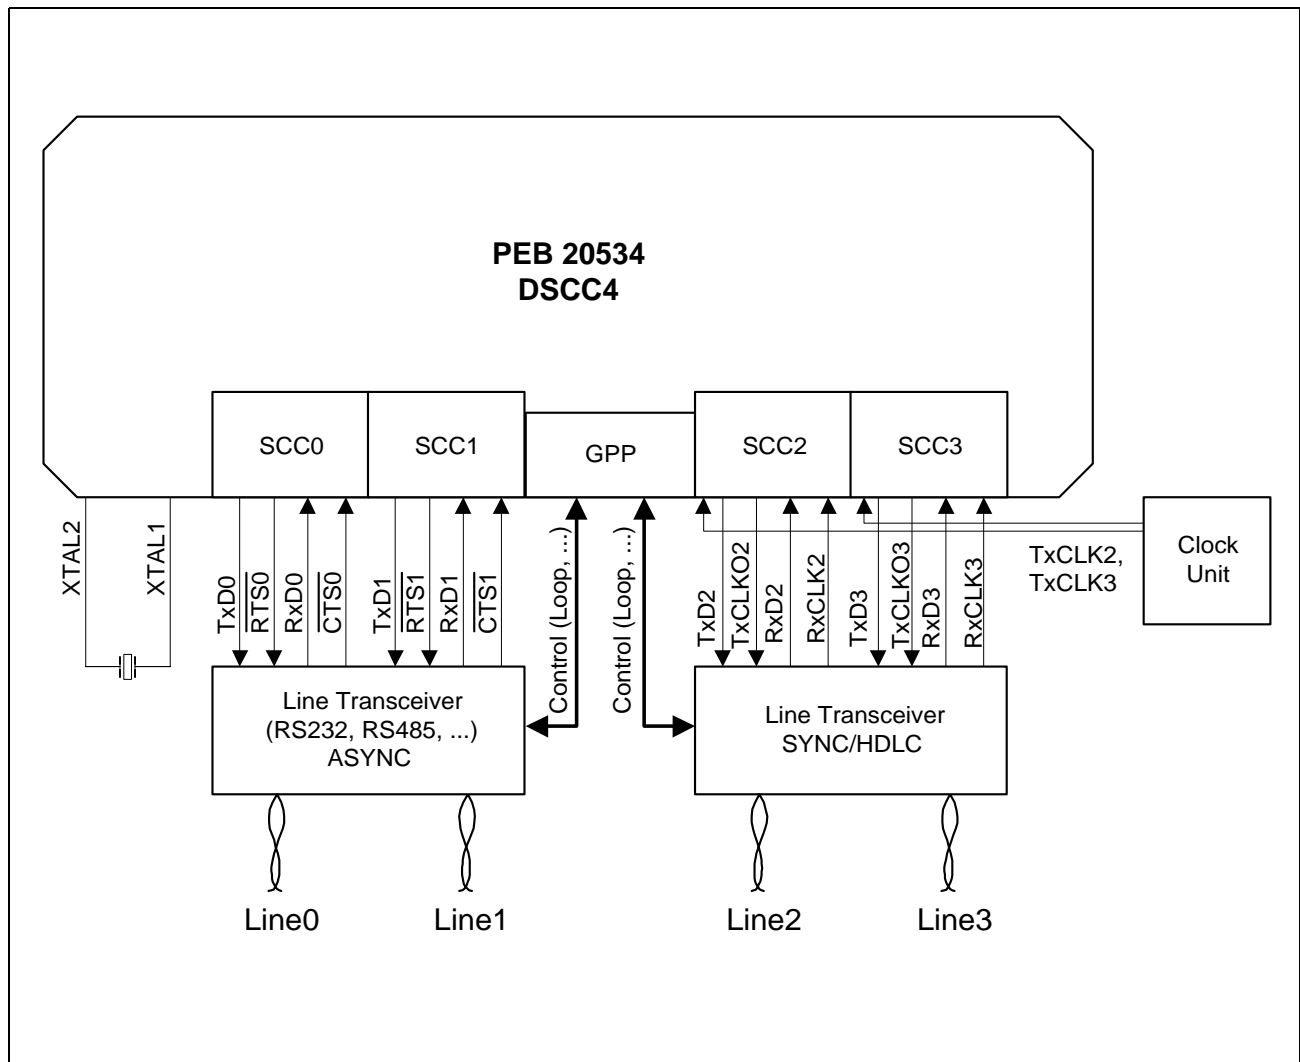 PEB 20534
DSCC4
SCC0
SCC1
GPP
SCC2
SCC3
XTAL2
XTAL1
TxD0
RTS0
RxD0
CTS0
TxD1
RTS1
RxD1
CTS1
Control (Loop, ...)
Control (Loop, ...)
TxD2
TxCLKO2
RxD2
RxCLK2
TxD3
TxCLKO3
RxD3
RxCLK3
TxCLK2,
TxCLK3
Clock
Unit
Line Transceiver
(RS232, RS485, ...)
ASYNC
Line Transceiver
SYNC/HDLC
Line0
Line1
Line2
Line3